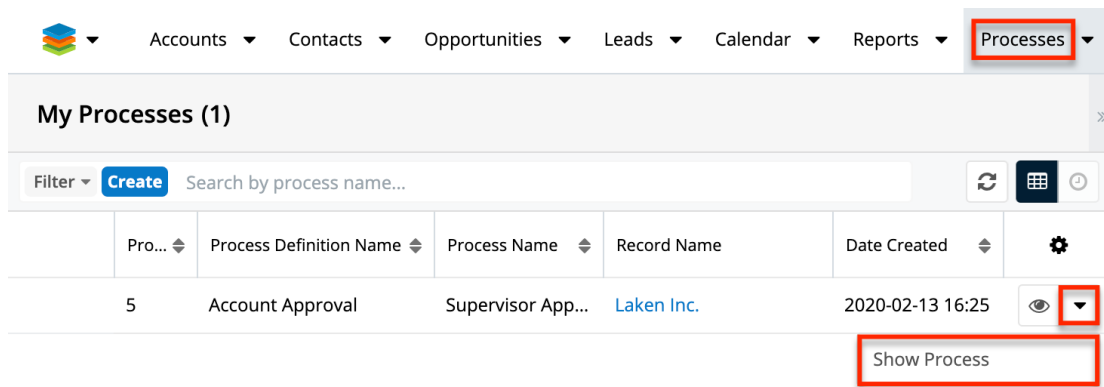 Accounts Contacts Opportunities Leads Calendar Reports Processes
My Processes (1)
Filter Create Search by process name...
Pro... Process Definition Name Process Name Record Name Date Created
5 Account Approval Supervisor App... Laken Inc. 2020-02-13 16:25
Show Process